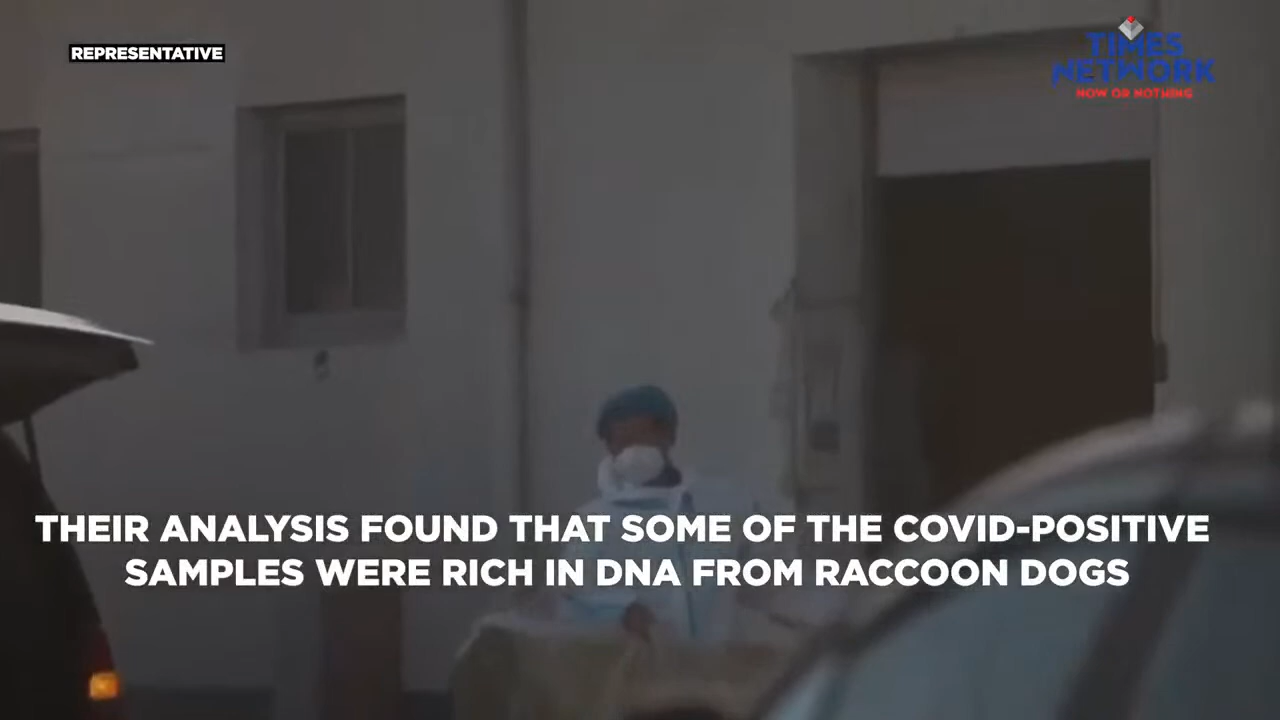 REPRESENTATIVE
TIMES
NETWORK
NOW OR NOTHING
THEIR ANALYSIS FOUND THAT SOME OF THE COVID-POSITIVE
SAMPLES WERE RICH IN DNA FROM RACCOON DOGS